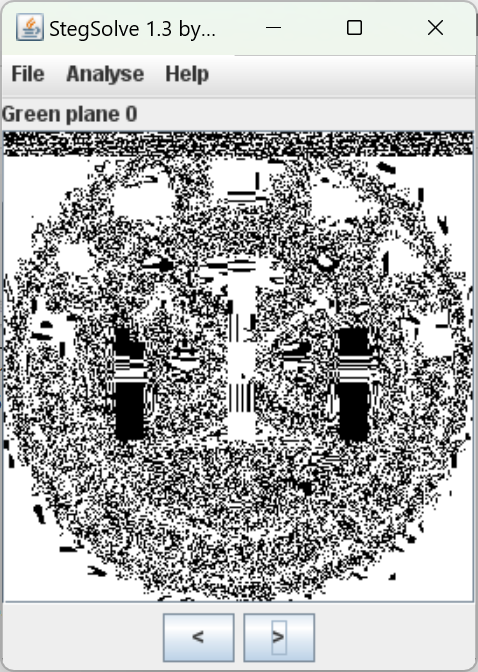 StegSolve 1.3 by...
File Analyse Help
Green plane 0
< >